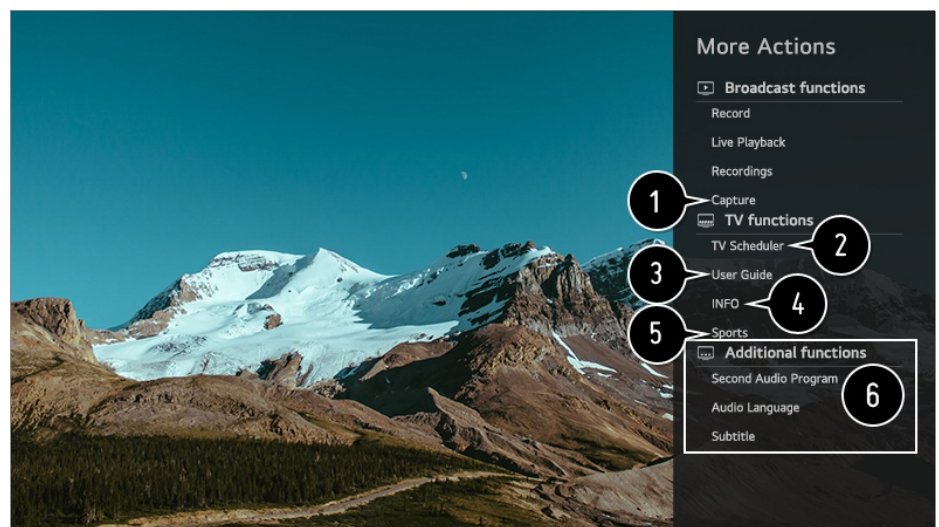 More Actions
Broadcast functions
Record
Live Playback
Recordings
1 Capture
TV functions
TV Scheduler 2
3 User Guide
INFO 4
5 Sports
Additional functions
Second Audio Program
6
Audio Language
Subtitle